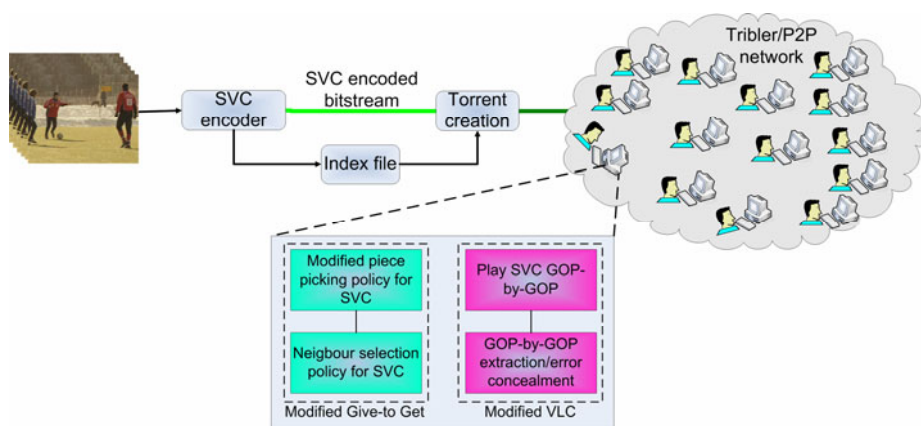 Tribler/P2P
network
SVC encoded
bitstream
SVC
encoder
Torrent
creation
Index file
Modified piece
picking policy for
SVC
Neighbour selection
policy for SVC
Modified Give-to Get
Play SVC GOP-
by-GOP
GOP-by-GOP
extraction/error
concealment
Modified VLC